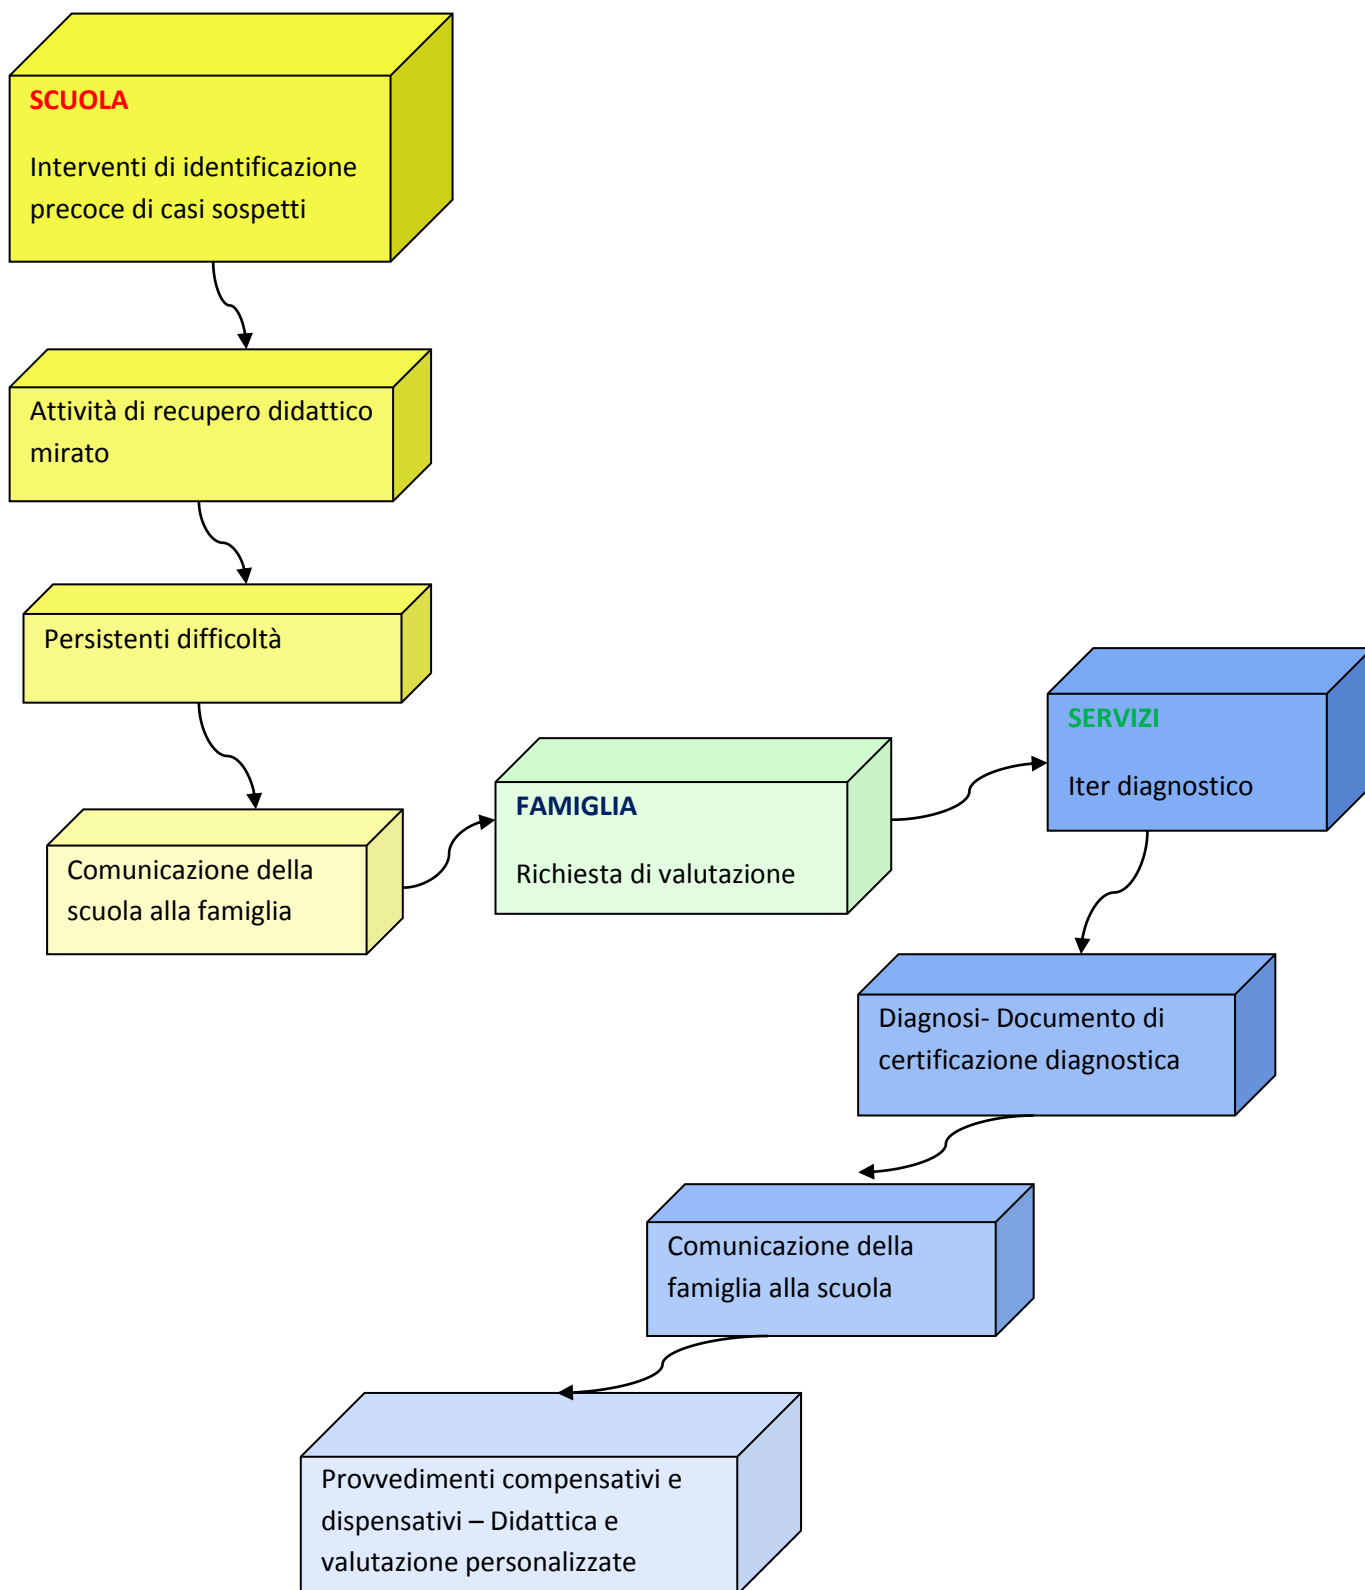 SCUOLA
Interventi di identificazione
precoce di casi sospetti
Attività di recupero didattico
mirato
Persistenti difficoltà
Comunicazione della
scuola alla famiglia
FAMIGLIA
Richiesta di valutazione
SERVIZI
Iter diagnostico
Diagnosi- Documento di
certificazione diagnostica
Comunicazione della
famiglia alla scuola
Provvedimenti compensativi e
dispensativi – Didattica e
valutazione personalizzate